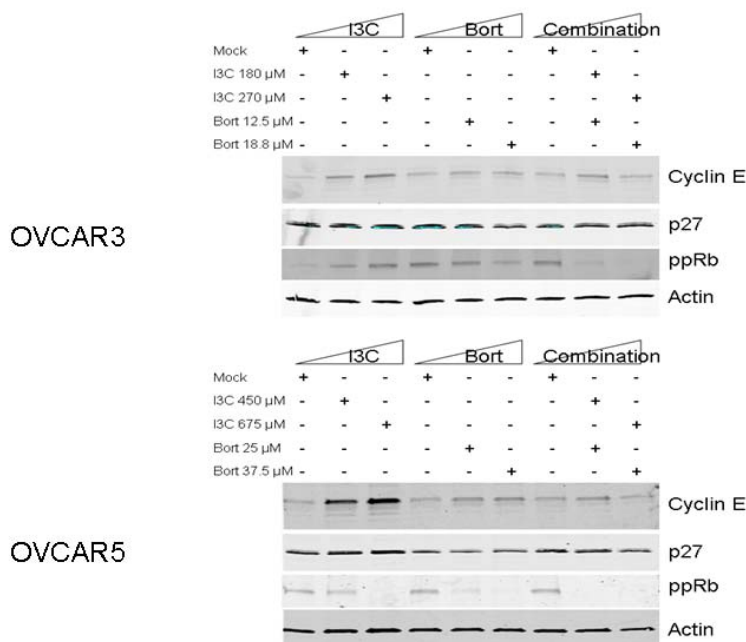 I3C Bort Combination
Mock + - - + - - + - -
I3C 180 µM - + - - - - - + -
I3C 270 µM - - + - - - - - +
Bort 12.5 µM - - - - + - - + -
Bort 18.8 µM - - - - - + - - +
Cyclin E
OVCAR3
p27
ppRb
Actin
I3C Bort Combination
Mock + - - + - - + - -
I3C 450 µM - + - - - - - + -
I3C 675 µM - - + - - - - - +
Bort 25 µM - - - - + - - + -
Bort 37.5 µM - - - - - + - - +
Cyclin E
OVCAR5
p27
ppRb
Actin